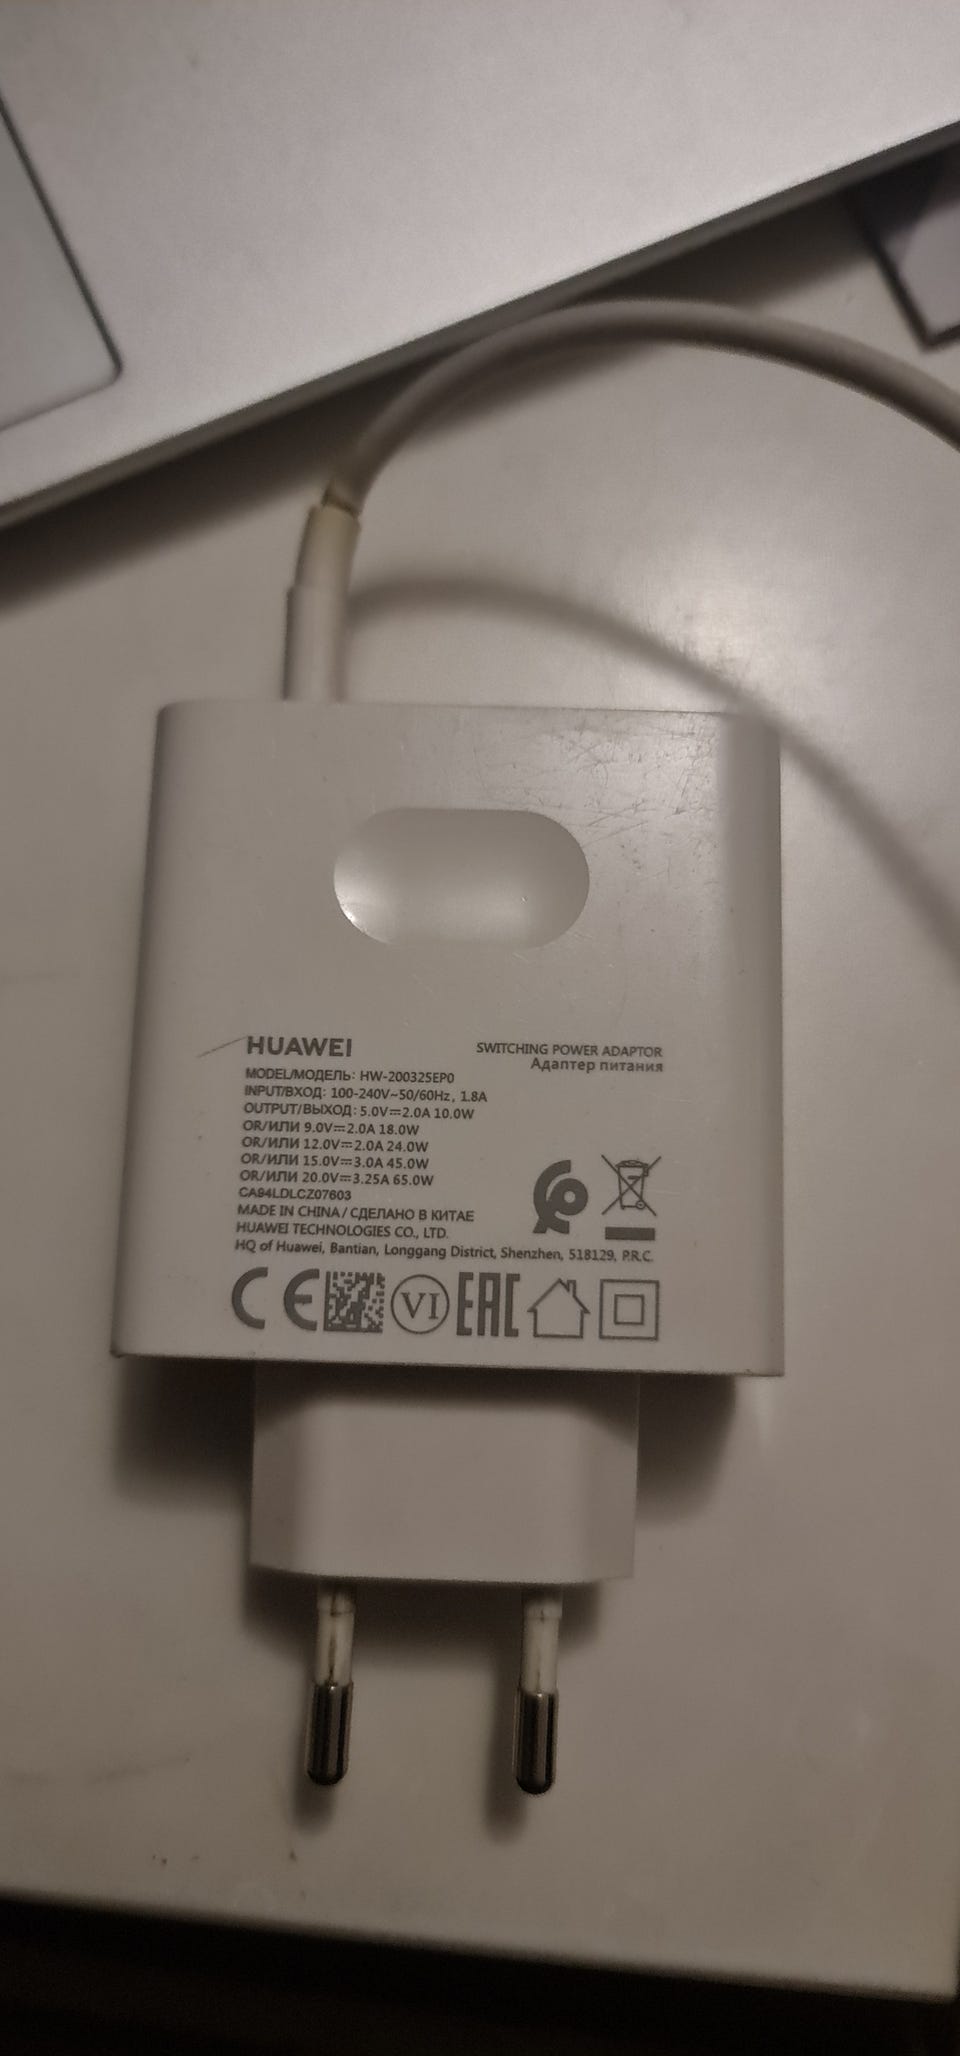 HUAWEI
SWITCHING POWER ADAPTOR
Адаптер питания
MODEL/МОДЕЛЬ: HW-200325EP0
INPUT/ВХОД: 100-240V~50/60Hz, 1.8A
OUTPUT/ВЫХОД: 5.0V⎓2.0A 10.0W
OR/ИЛИ 9.0V⎓2.0A 18.0W
OR/ИЛИ 12.0V⎓2.0A 24.0W
OR/ИЛИ 15.0V⎓3.0A 45.0W
OR/ИЛИ 20.0V⎓3.25A 65.0W
CA94LDLCZ07603
MADE IN CHINA / СДЕЛАНО В КИТАЕ
HUAWEI TECHNOLOGIES CO., LTD.
HQ of Huawei, Bantian, Longgang District, Shenzhen, 518129, P.R.C.
CE VI EAC